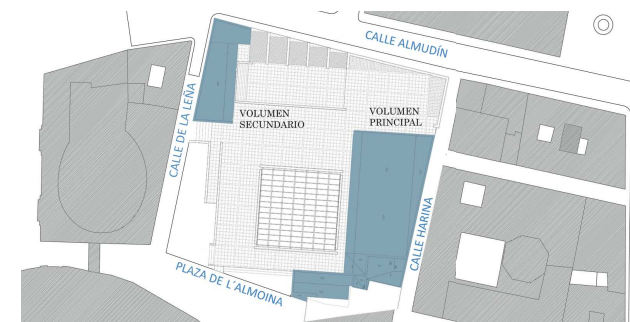 CALLE ALMUDÍN
CALLE DE LA LEÑA
VOLUMEN
SECUNDARIO
VOLUMEN
PRINCIPAL
CALLE HARINA
PLAZA DE L´ALMOINA